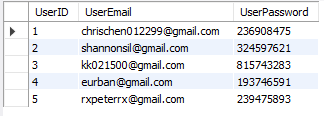 UserID UserEmail UserPassword
1 chrischen012299@gmail.com 236908475
2 shannonsil@gmail.com 324597621
3 kk021500@gmail.com 815743283
4 eurban@gmail.com 193746591
5 rxpeterrx@gmail.com 239475893